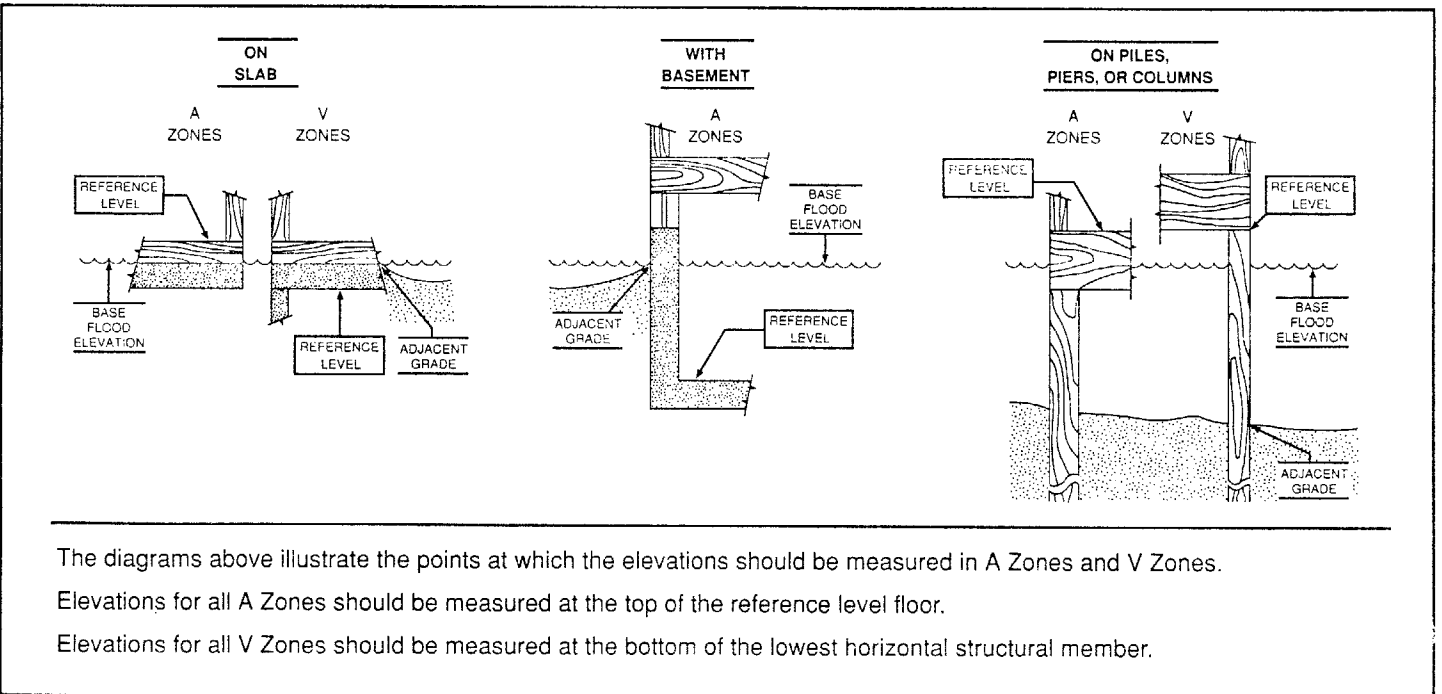 ON
SLAB
A
ZONES
V
ZONES
REFERENCE
LEVEL
BASE
FLOOD
ELEVATION
REFERENCE
LEVEL
ADJACENT
GRADE
WITH
BASEMENT
A
ZONES
BASE
FLOOD
ELEVATION
ADJACENT
GRADE
REFERENCE
LEVEL
ON PILES,
PIERS, OR COLUMNS
A
ZONES
V
ZONES
REFERENCE
LEVEL
REFERENCE
LEVEL
BASE
FLOOD
ELEVATION
ADJACENT
GRADE
The diagrams above illustrate the points at which the elevations should be measured in A Zones and V Zones.
Elevations for all A Zones should be measured at the top of the reference level floor.
Elevations for all V Zones should be measured at the bottom of the lowest horizontal structural member.